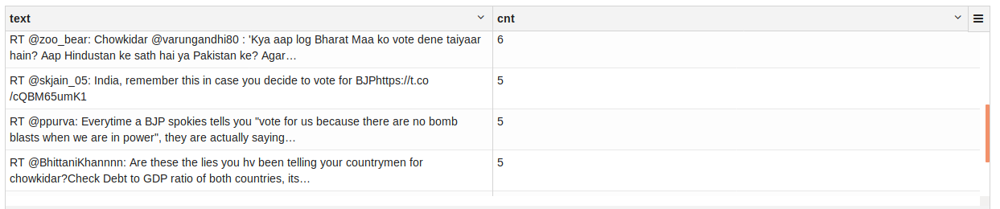 text cnt
RT @zoo_bear: Chowkidar @varungandhi80 : 'Kya aap log Bharat Maa ko vote dene taiyaar 6
hain? Aap Hindustan ke sath hai ya Pakistan ke? Agar…
RT @skjain_05: India, remember this in case you decide to vote for BJPhttps://t.co 5
/cQBM65umK1
RT @ppurva: Everytime a BJP spokies tells you "vote for us because there are no bomb 5
blasts when we are in power", they are actually saying…
RT @BhittaniKhannnn: Are these the lies you hv been telling your countrymen for 5
chowkidar?Check Debt to GDP ratio of both countries, its…